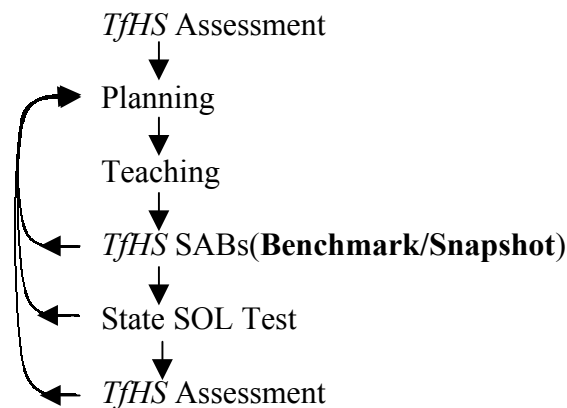 TfHS Assessment
Planning
Teaching
TfHS SABs(Benchmark/Snapshot)
State SOL Test
TfHS Assessment